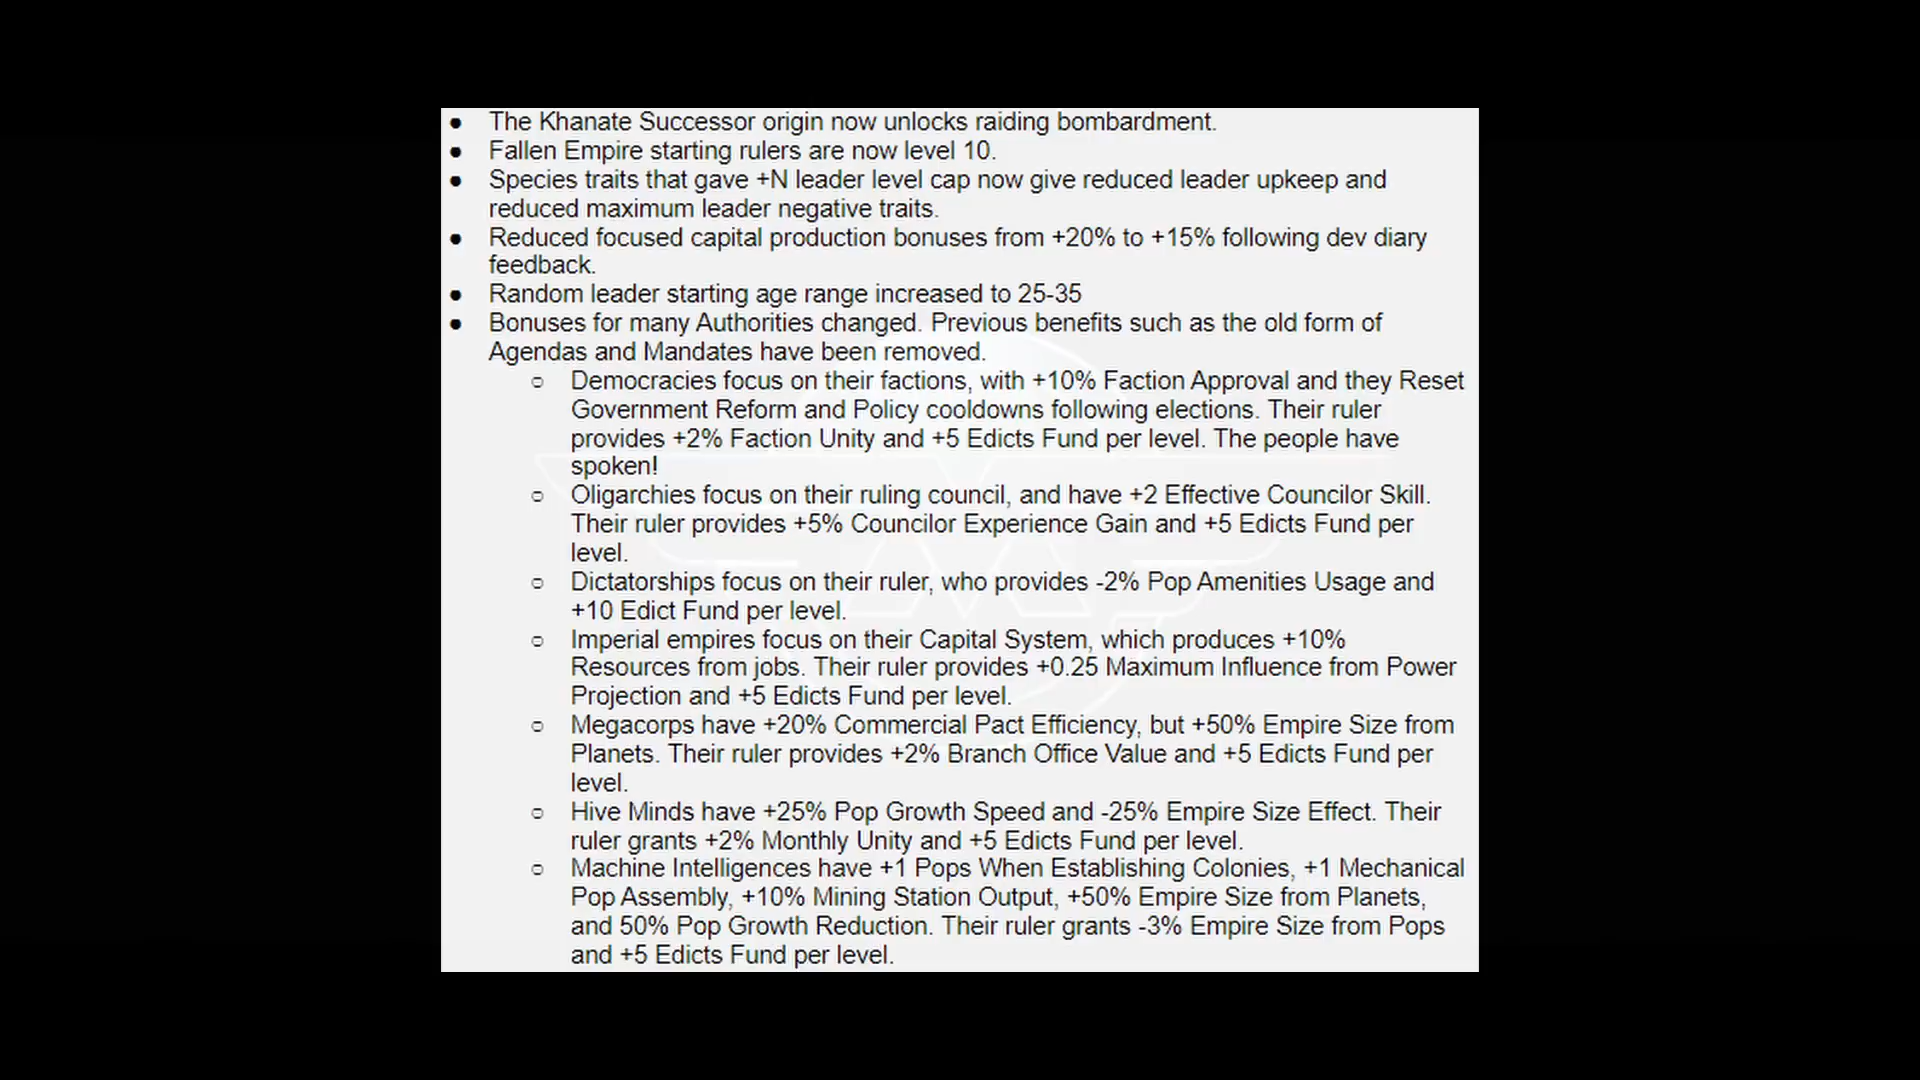 ● The Khanate Successor origin now unlocks raiding bombardment.
● Fallen Empire starting rulers are now level 10.
● Species traits that gave +N leader level cap now give reduced leader upkeep and
reduced maximum leader negative traits.
● Reduced focused capital production bonuses from +20% to +15% following dev diary
feedback.
● Random leader starting age range increased to 25-35
● Bonuses for many Authorities changed. Previous benefits such as the old form of
Agendas and Mandates have been removed.
○ Democracies focus on their factions, with +10% Faction Approval and they Reset
Government Reform and Policy cooldowns following elections. Their ruler
provides +2% Faction Unity and +5 Edicts Fund per level. The people have
spoken!
○ Oligarchies focus on their ruling council, and have +2 Effective Councilor Skill.
Their ruler provides +5% Councilor Experience Gain and +5 Edicts Fund per
level.
○ Dictatorships focus on their ruler, who provides -2% Pop Amenities Usage and
+10 Edict Fund per level.
○ Imperial empires focus on their Capital System, which produces +10%
Resources from jobs. Their ruler provides +0.25 Maximum Influence from Power
Projection and +5 Edicts Fund per level.
○ Megacorps have +20% Commercial Pact Efficiency, but +50% Empire Size from
Planets. Their ruler provides +2% Branch Office Value and +5 Edicts Fund per
level.
○ Hive Minds have +25% Pop Growth Speed and -25% Empire Size Effect. Their
ruler grants +2% Monthly Unity and +5 Edicts Fund per level.
○ Machine Intelligences have +1 Pops When Establishing Colonies, +1 Mechanical
Pop Assembly, +10% Mining Station Output, +50% Empire Size from Planets,
and 50% Pop Growth Reduction. Their ruler grants -3% Empire Size from Pops
and +5 Edicts Fund per level.